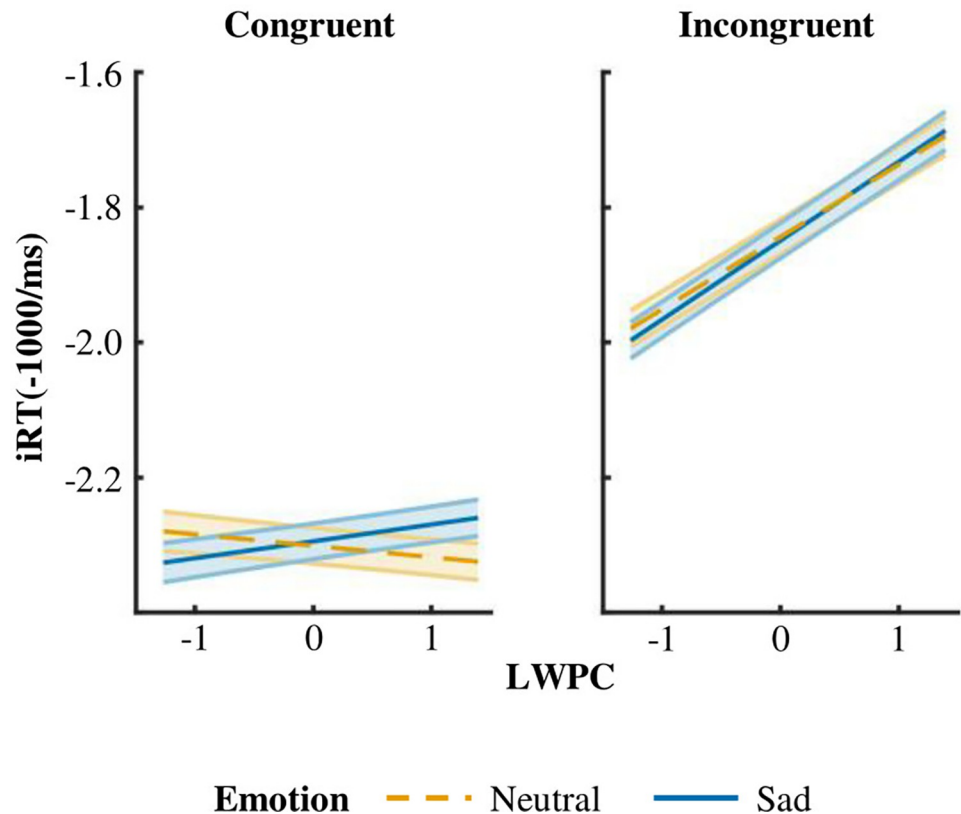 Congruent Incongruent
-1.6
-1.8
-2.0
-2.2
iRT(-1000/ms)
-1 0 1 -1 0 1
LWPC
Emotion Neutral Sad